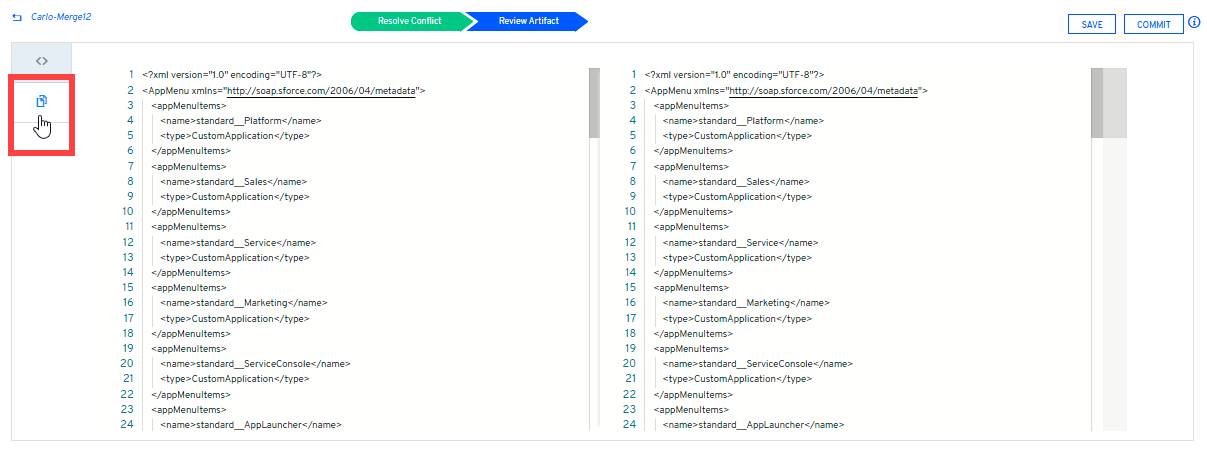 Carlo-Merge12
Resolve Conflict
Review Artifact
SAVE
COMMIT
1 <?xml version="1.0" encoding="UTF-8"?>
2 <AppMenu xmlns="http://soap.sforce.com/2006/04/metadata">
3 <appMenuItems>
4 <name>standard__Platform</name>
5 <type>CustomApplication</type>
6 </appMenuItems>
7 <appMenuItems>
8 <name>standard__Sales</name>
9 <type>CustomApplication</type>
10 </appMenuItems>
11 <appMenuItems>
12 <name>standard__Service</name>
13 <type>CustomApplication</type>
14 </appMenuItems>
15 <appMenuItems>
16 <name>standard__Marketing</name>
17 <type>CustomApplication</type>
18 </appMenuItems>
19 <appMenuItems>
20 <name>standard__ServiceConsole</name>
21 <type>CustomApplication</type>
22 </appMenuItems>
23 <appMenuItems>
24 <name>standard__AppLauncher</name>
1 <?xml version="1.0" encoding="UTF-8"?>
2 <AppMenu xmlns="http://soap.sforce.com/2006/04/metadata">
3 <appMenuItems>
4 <name>standard__Platform</name>
5 <type>CustomApplication</type>
6 </appMenuItems>
7 <appMenuItems>
8 <name>standard__Sales</name>
9 <type>CustomApplication</type>
10 </appMenuItems>
11 <appMenuItems>
12 <name>standard__Service</name>
13 <type>CustomApplication</type>
14 </appMenuItems>
15 <appMenuItems>
16 <name>standard__Marketing</name>
17 <type>CustomApplication</type>
18 </appMenuItems>
19 <appMenuItems>
20 <name>standard__ServiceConsole</name>
21 <type>CustomApplication</type>
22 </appMenuItems>
23 <appMenuItems>
24 <name>standard__AppLauncher</name>